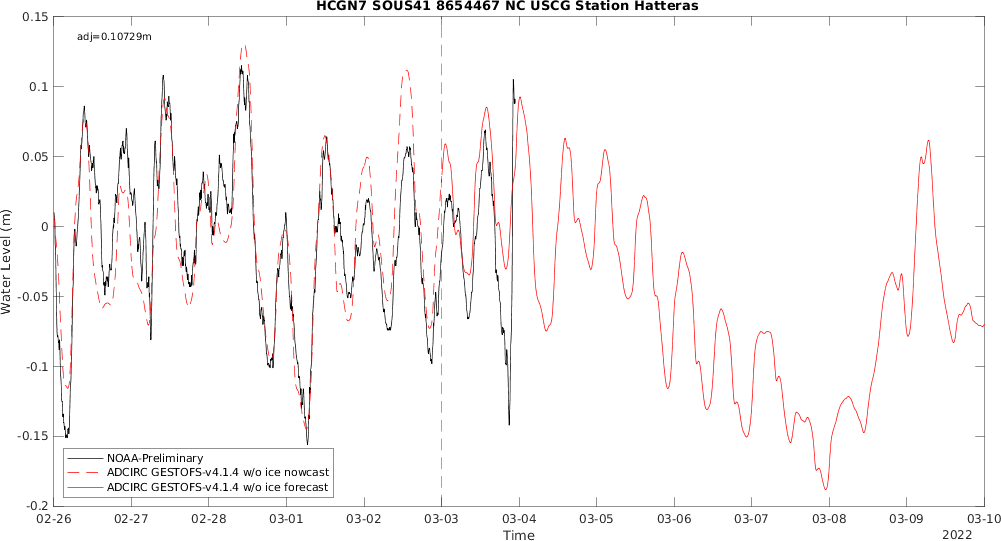 HCGN7 SOUS41 8654467 NC USCG Station Hatteras
adj=0.10729m
0.15
0.1
0.05
0
-0.05
-0.1
-0.15
-0.2
Water Level (m)
NOAA-Preliminary
ADCIRC GESTOFS-v4.1.4 w/o ice nowcast
ADCIRC GESTOFS-v4.1.4 w/o ice forecast
02-26 02-27 02-28 03-01 03-02 03-03 03-04 03-05 03-06 03-07 03-08 03-09 03-10
Time
2022